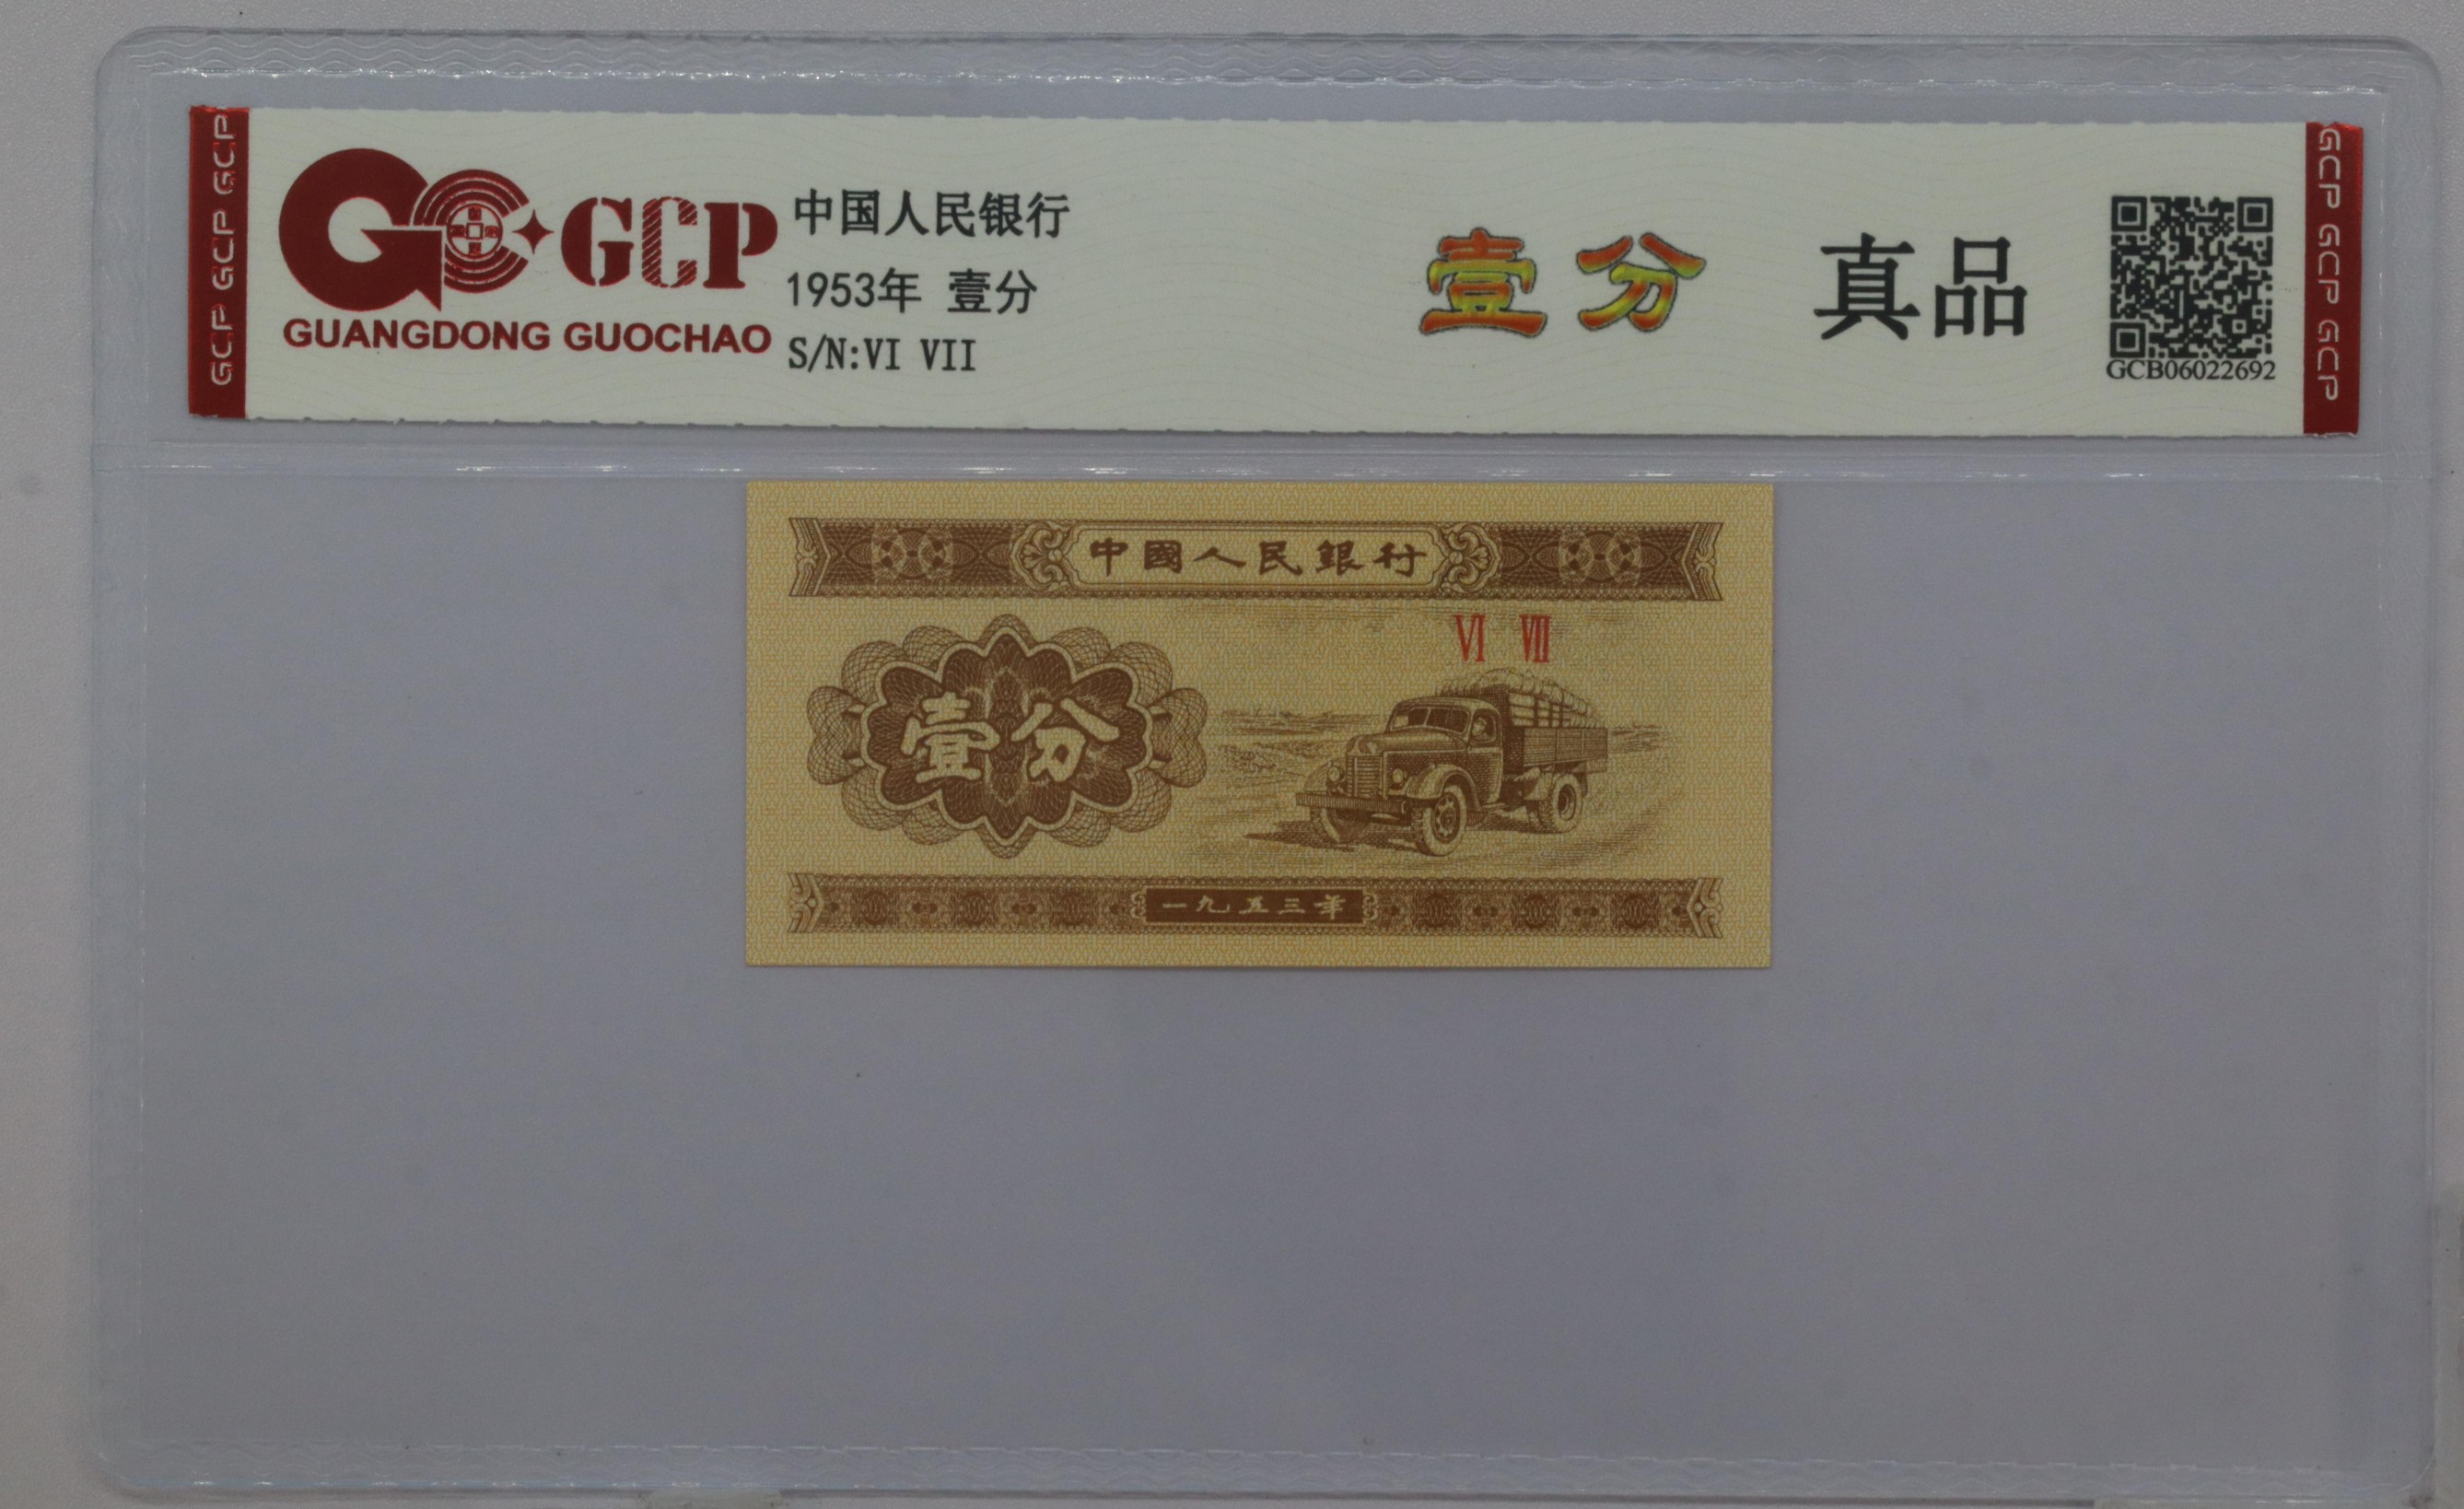 GCP GCP GCP
GCP
GUANGDONG GUOCHAO
中国人民银行
1953年 壹分
S/N:VI VII
壹分 真品
GCB06022692
GCP GCP GCP
中國人民銀行
VI VII
壹分
一九五三年